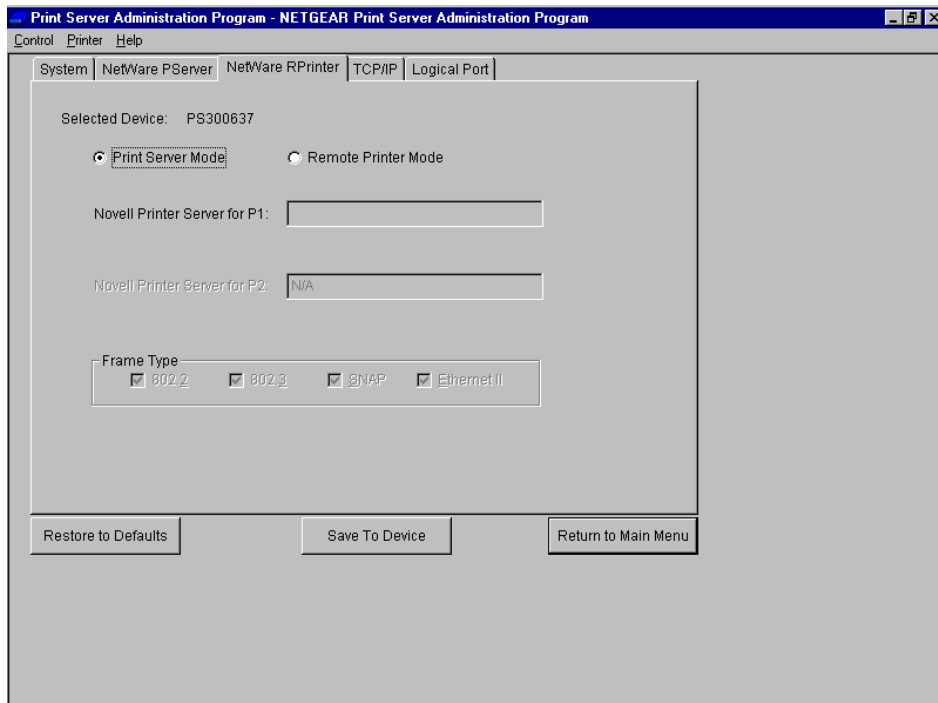 Print Server Administration Program - NETGEAR Print Server Administration Program
Control Printer Help
System NetWare PServer NetWare RPrinter TCP/IP Logical Port
Selected Device: PS300637
Print Server Mode Remote Printer Mode
Novell Printer Server for P1:
Novell Printer Server for P2: N/A
Frame Type
802.2 802.3 SNAP Ethernet II
Restore to Defaults Save To Device Return to Main Menu